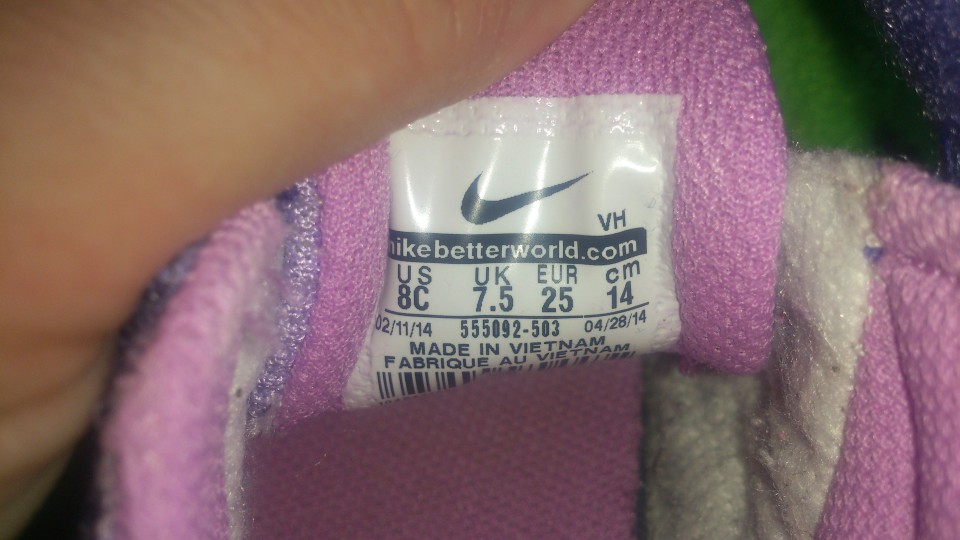 VH
nikebetterworld.com
US UK EUR cm
8C 7.5 25 14
02/11/14 555092-503 04/28/14
MADE IN VIETNAM
FABRIQUE AU VIETNAM